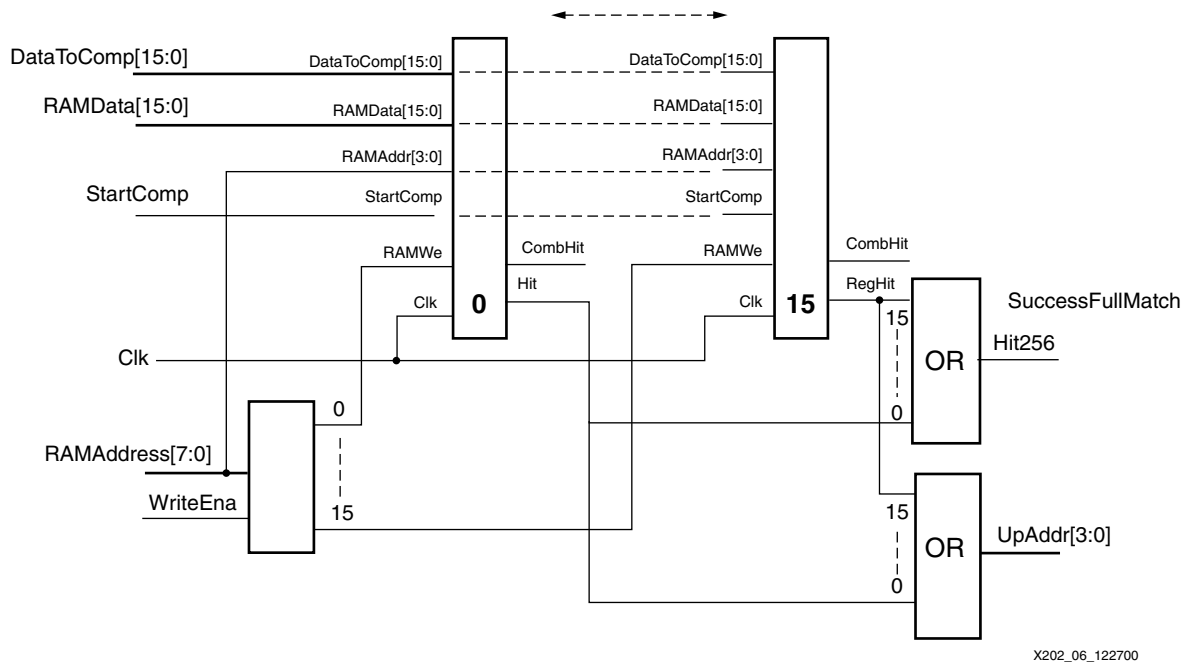 DataToComp[15:0]
DataToComp[15:0]
DataToComp[15:0]
RAMData[15:0]
RAMData[15:0]
RAMData[15:0]
RAMAddr[3:0]
RAMAddr[3:0]
StartComp
StartComp
StartComp
RAMWe
CombHit
RAMWe
CombHit
Clk
0
Hit
Clk
15
RegHit
SuccessFullMatch
15
OR
Hit256
0
Clk
0
RAMAddress[7:0]
WriteEna
15
15
OR
UpAddr[3:0]
0
X202_06_122700